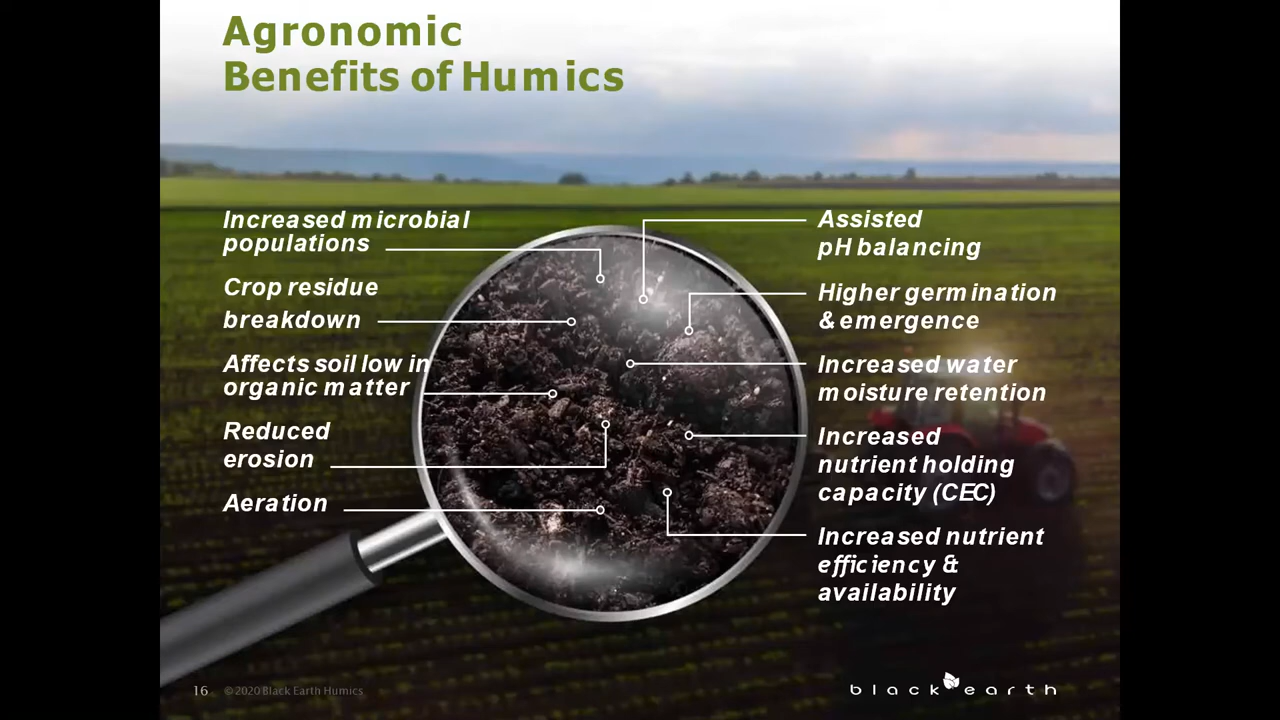 Agronomic
Benefits of Humics
Increased microbial
populations
Crop residue
breakdown
Affects soil low in
organic matter
Reduced
erosion
Aeration
Assisted
pH balancing
Higher germination
& emergence
Increased water
moisture retention
Increased
nutrient holding
capacity (CEC)
Increased nutrient
efficiency &
availability
16 ©2020 Black Earth Humics
black earth